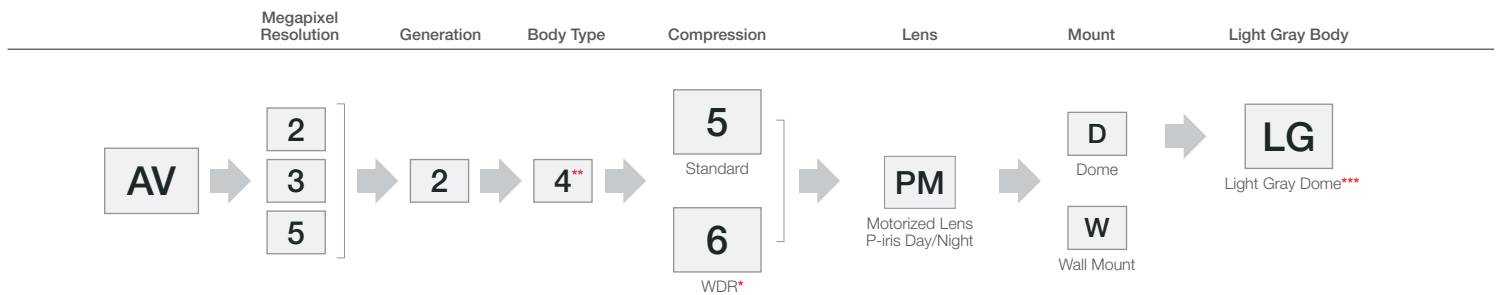 Megapixel
Resolution
Generation
Body Type
Compression
Lens
Mount
Light Gray Body
AV
2
3
5
2
4**
5
Standard
6
WDR*
PM
Motorized Lens
P-iris Day/Night
D
Dome
W
Wall Mount
LG
Light Gray Dome***